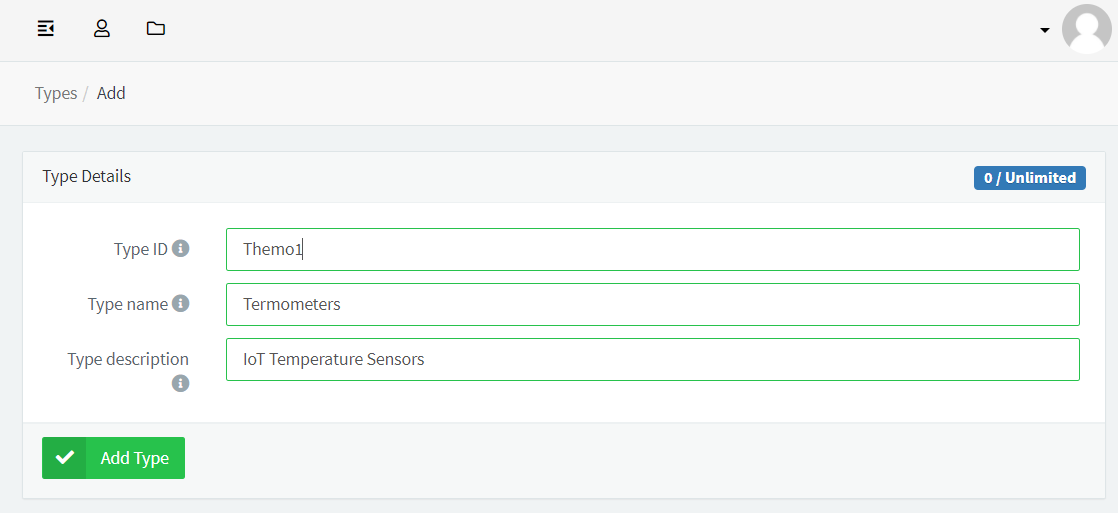 Types / Add
Type Details
0 / Unlimited
Type ID
Themo1
Type name
Termometers
Type description
IoT Temperature Sensors
Add Type